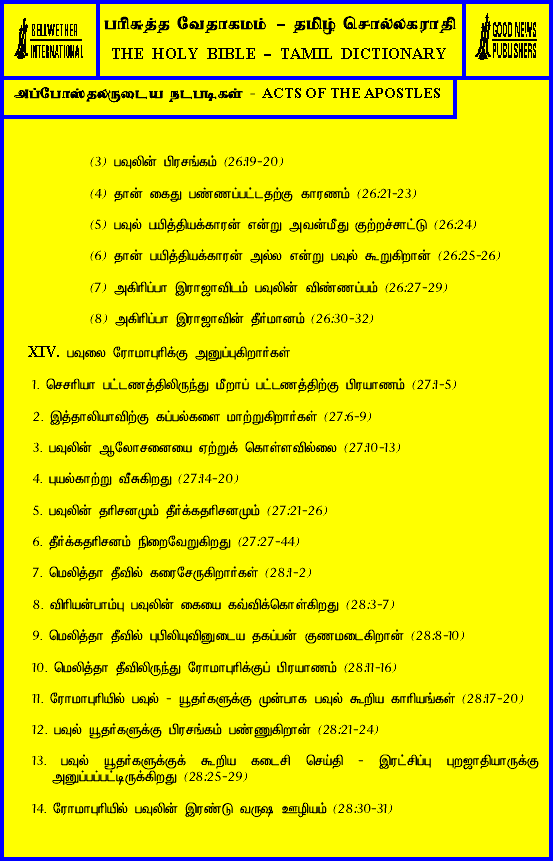 BELLWETHER
INTERNATIONAL
பரிசுத்த வேதாகமம் – தமிழ் சொல்லகராதி
THE HOLY BIBLE – TAMIL DICTIONARY
GOOD NEWS
PUBLISHERS
அப்போஸ்தலருடைய நடபடிகள் - ACTS OF THE APOSTLES
(3) பவுலின் பிரசங்கம் (26:19-20)
(4) தான் கைது பண்ணப்பட்டதற்கு காரணம் (26:21-23)
(5) பவுல் பயித்தியக்காரன் என்று அவன்மீது குற்றச்சாட்டு (26:24)
(6) தான் பயித்தியக்காரன் அல்ல என்று பவுல் கூறுகிறான் (26:25-26)
(7) அகிரிப்பா இராஜாவிடம் பவுலின் விண்ணப்பம் (26:27-29)
(8) அகிரிப்பா இராஜாவின் தீர்மானம் (26:30-32)
XIV. பவுலை ரோமாபுரிக்கு அனுப்புகிறார்கள்
1. செசரியா பட்டணத்திலிருந்து மீறாப் பட்டணத்திற்கு பிரயாணம் (27:1-5)
2. இத்தாலியாவிற்கு கப்பல்களை மாற்றுகிறார்கள் (27:6-9)
3. பவுலின் ஆலோசனையை ஏற்றுக் கொள்ளவில்லை (27:10-13)
4. புயல்காற்று வீசுகிறது (27:14-20)
5. பவுலின் தரிசனமும் தீர்க்கதரிசனமும் (27:21-26)
6. தீர்க்கதரிசனம் நிறைவேறுகிறது (27:27-44)
7. மெலித்தா தீவில் கரைசேருகிறார்கள் (28:1-2)
8. விரியன்பாம்பு பவுலின் கையை கவ்விக்கொள்கிறது (28:3-7)
9. மெலித்தா தீவில் புபிலியுவினுடைய தகப்பன் குணமடைகிறான் (28:8-10)
10. மெலித்தா தீவிலிருந்து ரோமாபுரிக்குப் பிரயாணம் (28:11-16)
11. ரோமாபுரியில் பவுல் - யூதர்களுக்கு முன்பாக பவுல் கூறிய காரியங்கள் (28:17-20)
12. பவுல் யூதர்களுக்கு பிரசங்கம் பண்ணுகிறான் (28:21-24)
13. பவுல் யூதர்களுக்குக் கூறிய கடைசி செய்தி - இரட்சிப்பு புறஜாதியாருக்கு
அனுப்பப்பட்டிருக்கிறது (28:25-29)
14. ரோமாபுரியில் பவுலின் இரண்டு வருஷ ஊழியம் (28:30-31)